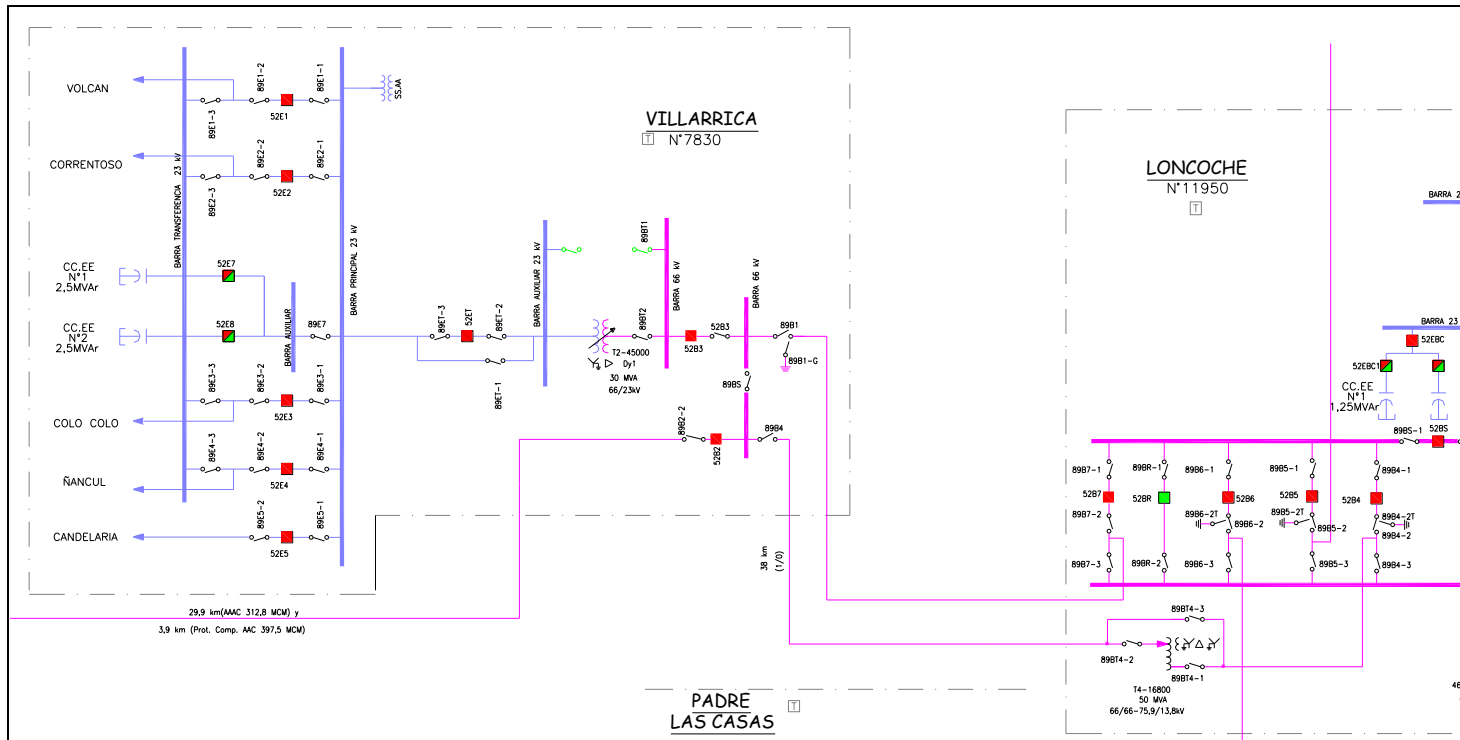 VOLCAN
89E1-3
89E1-2
52E1
89E1-1
SS.AA
CORRENTOSO
89E2-3
89E2-2
52E2
89E2-1
BARRA TRANSFERENCIA 23 kV
BARRA PRINCIPAL 23 kV
CC.EE
N°1
2,5MVAr
52E7
CC.EE
N°2
2,5MVAr
52E8
BARRA AUXILIAR
89E7
COLO COLO
89E3-3
89E3-2
52E3
89E3-1
ÑANCUL
89E4-3
89E4-2
52E4
89E4-1
CANDELARIA
89E5-2
52E5
89E5-1
VILLARRICA
T
N°7830
89ET-3
52ET
89ET-2
89ET-1
BARRA AUXILIAR 23 kV
89BT1
89BT2
T2-45000
Dy1
30 MVA
66/23kV
BARRA 66 kV
52B3
52B3
BARRA 66 kV
89B1
89B1-G
89BS
89B2-2
52B2
89B4
29,9 km(AAAC 312,8 MCM) y
3,9 km (Prot. Comp. AAC 397,5 MCM)
38 km
(1/0)
PADRE
LAS CASAS
T
LONCOCHE
N°11950
T
BARRA 2
BARRA 23
52EBC
52EBC1
CC.EE
N°1
1,25MVAr
89BS-1
52BS
89B7-1
89BR-1
89B6-1
89B5-1
89B4-1
52B7
52BR
52B6
52B5
52B4
89B7-2
89B6-2T
89B6-2
89B5-2T
89B5-2
89B4-2T
89B4-2
89B7-3
89BR-2
89B6-3
89B5-3
89B4-3
89BT4-3
89BT4-2
89BT4-1
T4-16800
50 MVA
66/66-75,9/13,8kV
46